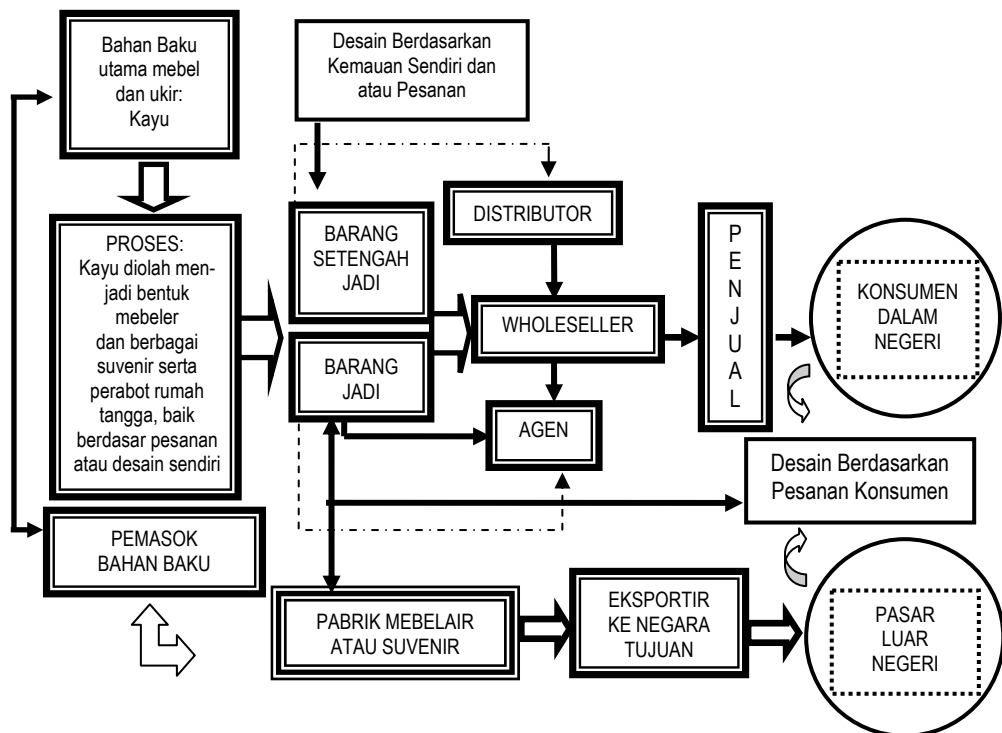 Bahan Baku
utama mebel
dan ukir:
Kayu
Desain Berdasarkan
Kemauan Sendiri dan
atau Pesanan
PROSES:
Kayu diolah men-
jadi bentuk
mebeler
dan berbagai
suvenir serta
perabot rumah
tangga, baik
berdasar pesanan
atau desain sendiri
BARANG
SETENGAH
JADI
BARANG
JADI
DISTRIBUTOR
WHOLESELLER
AGEN
P
E
N
J
U
A
L
KONSUMEN
DALAM
NEGERI
Desain Berdasarkan
Pesanan Konsumen
PEMASOK
BAHAN BAKU
PABRIK MEBELAIR
ATAU SUVENIR
EKSPORTIR
KE NEGARA
TUJUAN
PASAR
LUAR
NEGERI